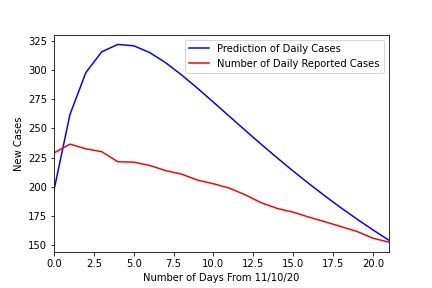 325
300
275
250
225
200
175
150
New Cases
Prediction of Daily Cases
Number of Daily Reported Cases
0.0 2.5 5.0 7.5 10.0 12.5 15.0 17.5 20.0
Number of Days From 11/10/20